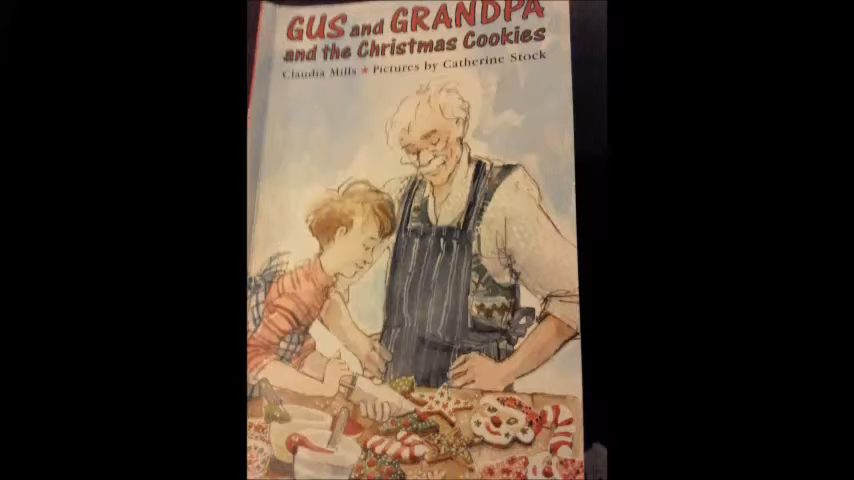 GUS and GRANDPA
and the Christmas Cookies
Claudia Mills ★ Pictures by Catherine Stock